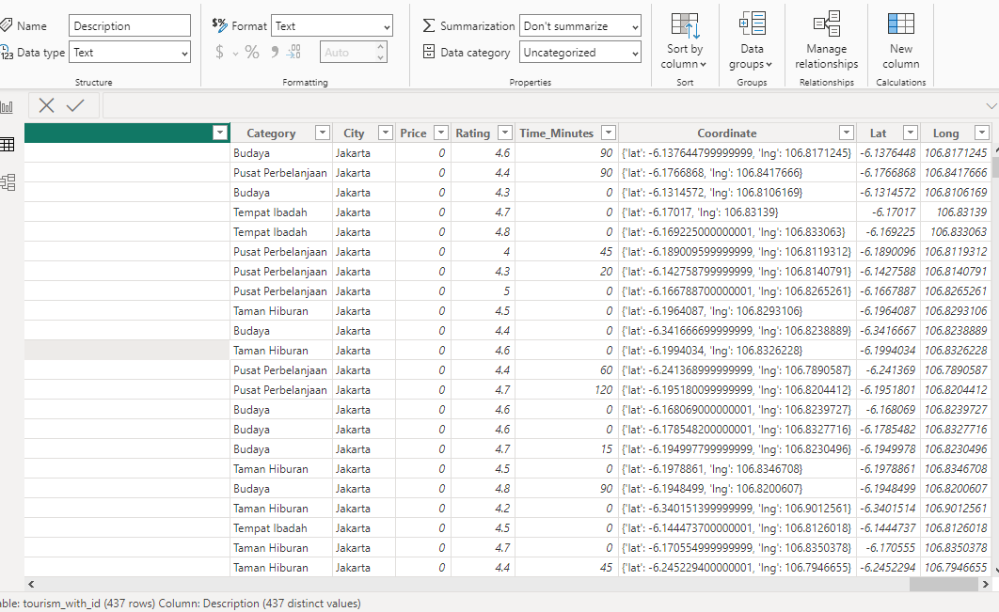 Name Description Format Text Summarization Don't summarize
123 Data type Text $ % 9 .00 Auto Data category Uncategorized
Sort by column Data groups Manage relationships New column
Structure Formatting Properties Sort Groups Relationships Calculations
Category City Price Rating Time_Minutes Coordinate Lat Long
Budaya Jakarta 0 4.6 90 {'lat': -6.137644799999999, 'lng': 106.8171245} -6.1376448 106.8171245
Pusat Perbelanjaan Jakarta 0 4.4 90 {'lat': -6.1766868, 'lng': 106.8417666} -6.1766868 106.8417666
Budaya Jakarta 0 4.3 0 {'lat': -6.1314572, 'lng': 106.8106169} -6.1314572 106.8106169
Tempat Ibadah Jakarta 0 4.7 0 {'lat': -6.17017, 'lng': 106.83139} -6.17017 106.83139
Tempat Ibadah Jakarta 0 4.8 0 {'lat': -6.169225000000001, 'lng': 106.833063} -6.169225 106.833063
Pusat Perbelanjaan Jakarta 0 4 45 {'lat': -6.189009599999999, 'lng': 106.8119312} -6.1890096 106.8119312
Pusat Perbelanjaan Jakarta 0 4.3 20 {'lat': -6.142758799999999, 'lng': 106.8140791} -6.1427588 106.8140791
Pusat Perbelanjaan Jakarta 0 5 0 {'lat': -6.166788700000001, 'lng': 106.8265261} -6.1667887 106.8265261
Taman Hiburan Jakarta 0 4.5 0 {'lat': -6.1964087, 'lng': 106.8293106} -6.1964087 106.8293106
Budaya Jakarta 0 4.4 0 {'lat': -6.341666699999999, 'lng': 106.8238889} -6.3416667 106.8238889
Taman Hiburan Jakarta 0 4.6 0 {'lat': -6.1994034, 'lng': 106.8326228} -6.1994034 106.8326228
Pusat Perbelanjaan Jakarta 0 4.4 60 {'lat': -6.241368999999999, 'lng': 106.7890587} -6.241369 106.7890587
Pusat Perbelanjaan Jakarta 0 4.7 120 {'lat': -6.195180099999999, 'lng': 106.8204412} -6.1951801 106.8204412
Budaya Jakarta 0 4.6 0 {'lat': -6.168069000000001, 'lng': 106.8239727} -6.168069 106.8239727
Budaya Jakarta 0 4.6 0 {'lat': -6.178548200000001, 'lng': 106.8327716} -6.1785482 106.8327716
Budaya Jakarta 0 4.7 15 {'lat': -6.194997799999999, 'lng': 106.8230496} -6.1949978 106.8230496
Taman Hiburan Jakarta 0 4.5 0 {'lat': -6.1978861, 'lng': 106.8346708} -6.1978861 106.8346708
Budaya Jakarta 0 4.8 90 {'lat': -6.1948499, 'lng': 106.8200607} -6.1948499 106.8200607
Taman Hiburan Jakarta 0 4.2 0 {'lat': -6.340151399999999, 'lng': 106.9012561} -6.3401514 106.9012561
Tempat Ibadah Jakarta 0 4.5 0 {'lat': -6.144473700000001, 'lng': 106.8126018} -6.1444737 106.8126018
Taman Hiburan Jakarta 0 4.7 0 {'lat': -6.170554999999999, 'lng': 106.8350378} -6.170555 106.8350378
Taman Hiburan Jakarta 0 4.4 45 {'lat': -6.245229400000001, 'lng': 106.7946655} -6.2452294 106.7946655
able: tourism_with_id (437 rows) Column: Description (437 distinct values)